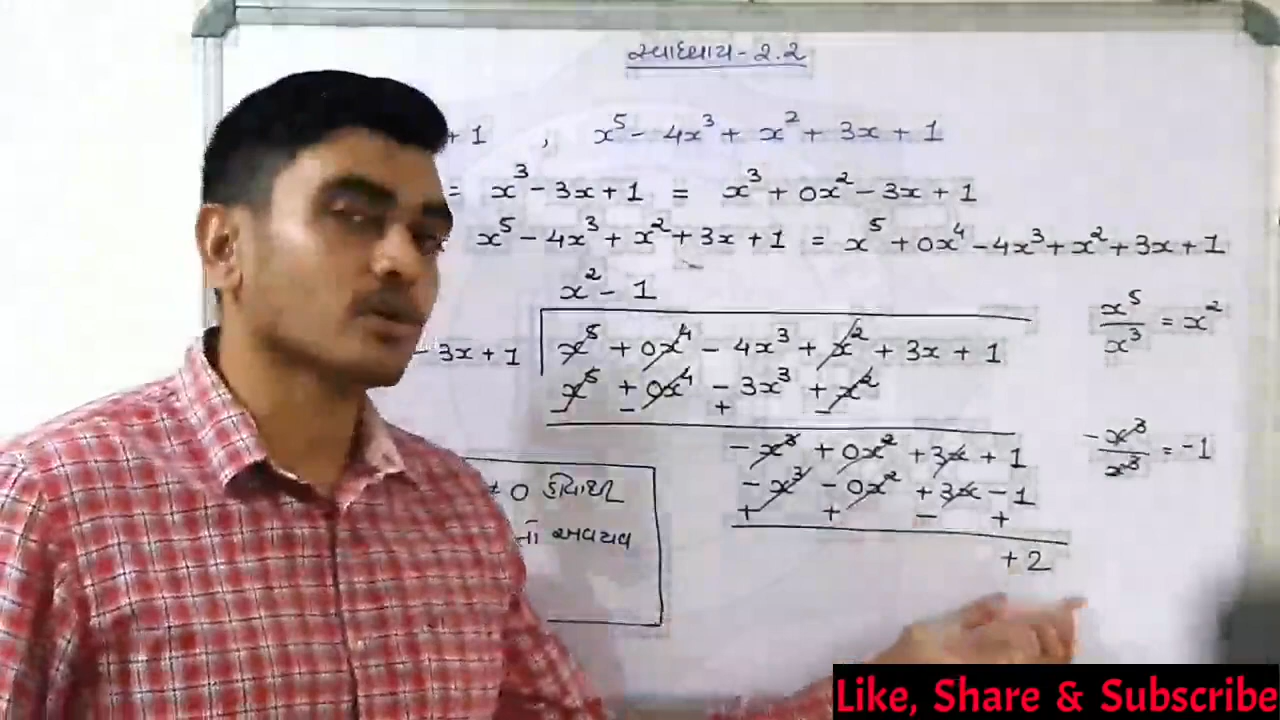 સ્વાધ્યાય - 2.2
+ 1 , x⁵ - 4x³ + x² + 3x + 1
= x³ - 3x + 1 = x³ + 0x² - 3x + 1
x⁵ - 4x³ + x² + 3x + 1 = x⁵ + 0x⁴ - 4x³ + x² + 3x + 1
x² - 1
x⁵/x³ = x²
- 3x + 1 x⁵ + 0x⁴ - 4x³ + x² + 3x + 1
x⁵ + 0x⁴ - 3x³ + x²
- - + -
- x³ + 0x² + 3x + 1
-x³/x³ = -1
- x³ - 0x² + 3x - 1
+ + - +
+ 2
≠ 0 હોવાથી
નો અવયવ
Like, Share & Subscribe